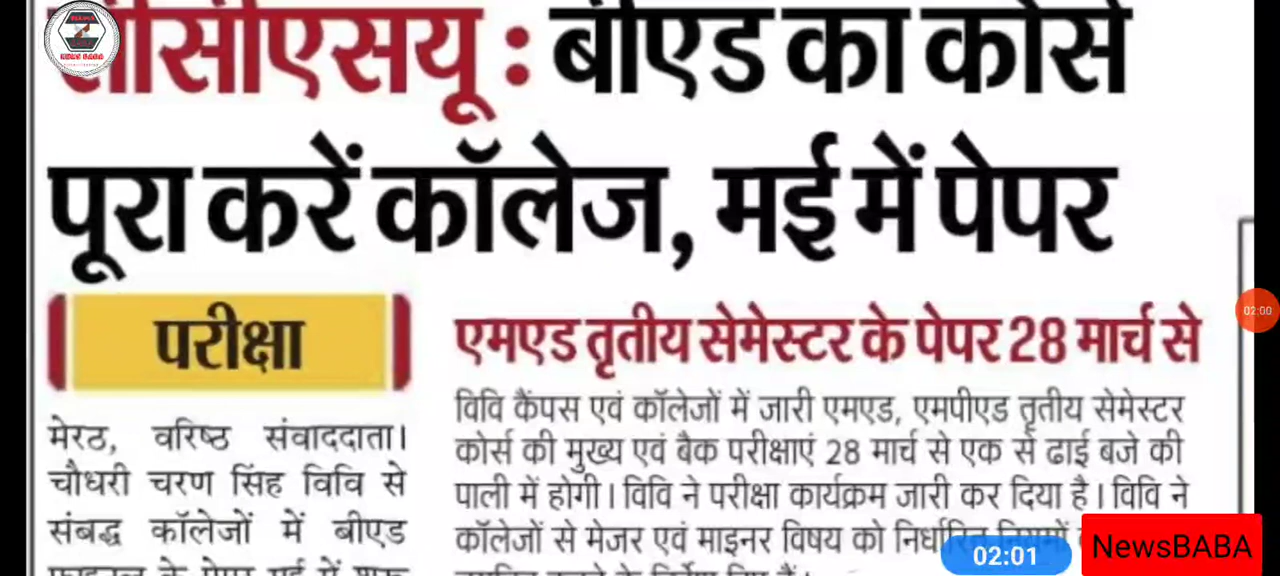 सीसीएसयू : बीएड का कोर्स
पूरा करें कॉलेज, मई में पेपर
परीक्षा
मेरठ, वरिष्ठ संवाददाता।
चौधरी चरण सिंह विवि से
संबद्ध कॉलेजों में बीएड
एमएड तृतीय सेमेस्टर के पेपर 28 मार्च से
विवि कैंपस एवं कॉलेजों में जारी एमएड, एमपीएड तृतीय सेमेस्टर
कोर्स की मुख्य एवं बैक परीक्षाएं 28 मार्च से एक से ढाई बजे की
पाली में होगी। विवि ने परीक्षा कार्यक्रम जारी कर दिया है। विवि ने
कॉलेजों से मेजर एवं माइनर विषय को निर्धारित नियमों
02:00
02:01
NewsBABA